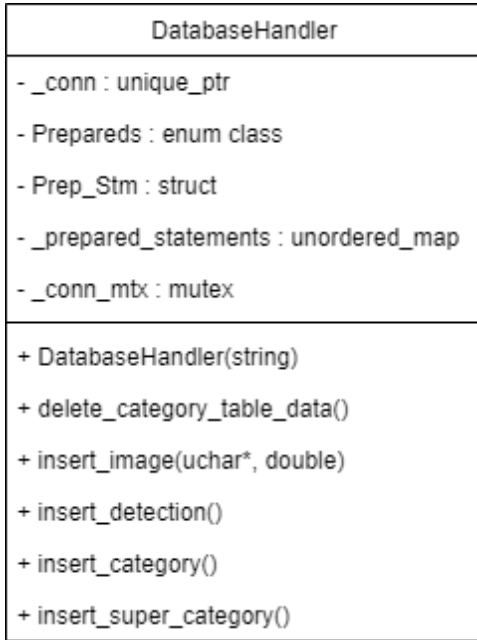 DatabaseHandler
- _conn : unique_ptr
- Prepareds : enum class
- Prep_Stm : struct
- _prepared_statements : unordered_map
- _conn_mtx : mutex
+ DatabaseHandler(string)
+ delete_category_table_data()
+ insert_image(uchar*, double)
+ insert_detection()
+ insert_category()
+ insert_super_category()